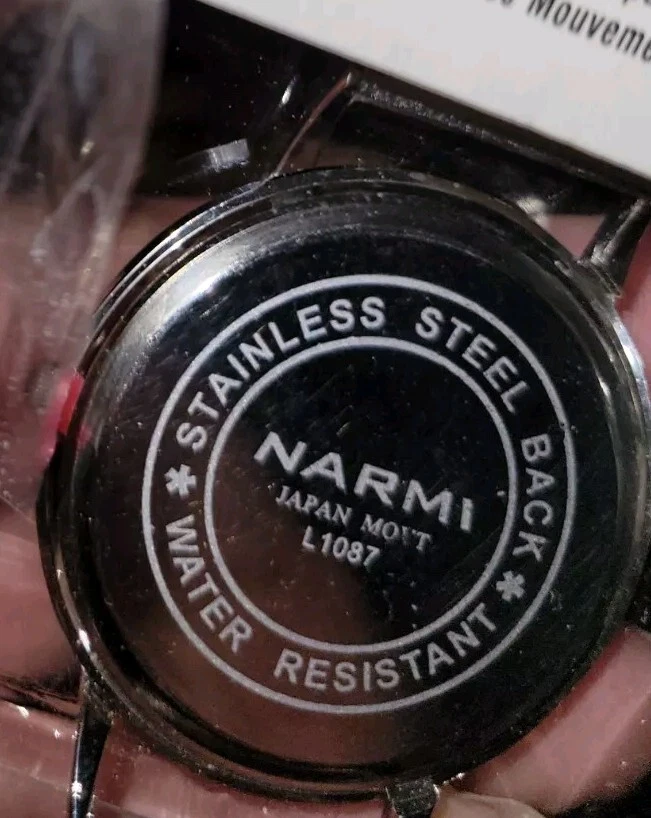 Mouveme
STAINLESS STEEL BACK
NARMI
JAPAN MOVT
L1087
* WATER RESISTANT *